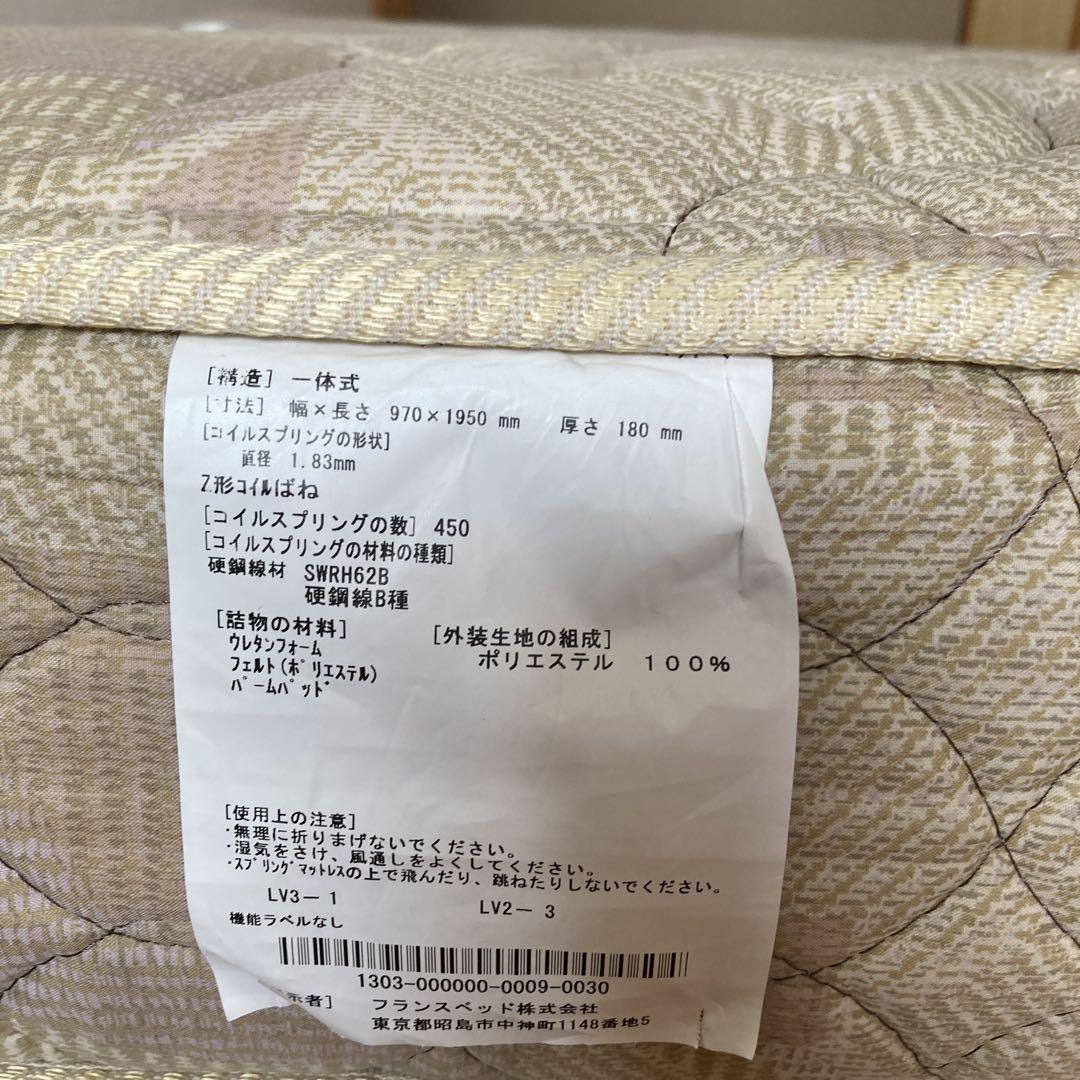 [構造] 一体式
[寸法] 幅×長さ 970×1950 mm 厚さ 180 mm
[コイルスプリングの形状]
直径 1.83mm
Z形コイルばね
[コイルスプリングの数] 450
[コイルスプリングの材料の種類]
硬鋼線材 SWRH62B
硬鋼線B種
[詰物の材料]
ウレタンフォーム
フェルト(ポリエステル)
パームパット゛
[外装生地の組成]
ポリエステル 100%
[使用上の注意]
・無理に折りまげないでください。
・湿気をさけ、風通しをよくしてください。
・スプリングマットレスの上で飛んだり、跳ねたりしないでください。
LV3-1 LV2-3
機能ラベルなし
1303-000000-0009-0030
示者] フランスベッド株式会社
東京都昭島市中神町1148番地5